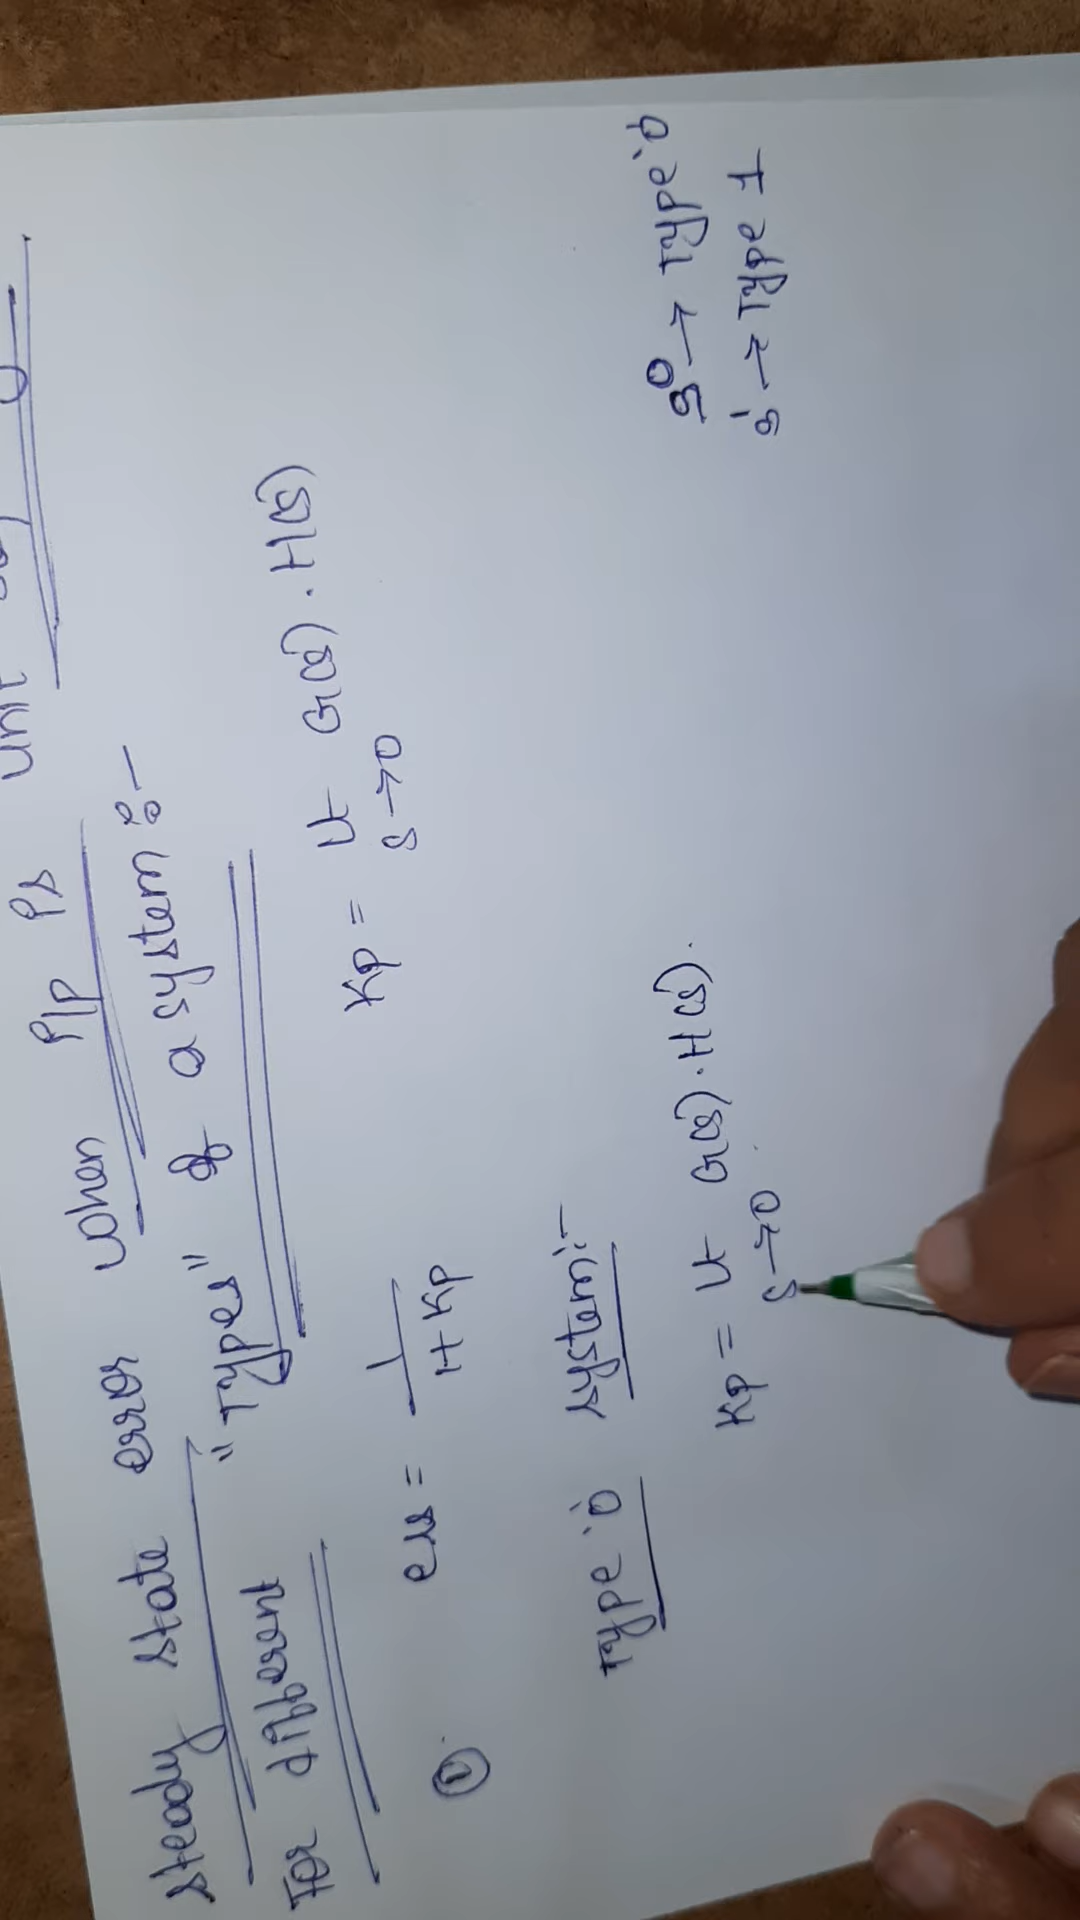 Steady state error when i/p is unit
For different "Types" of a system :-
① ess = 1/1+Kp Kp = Lt s→0 G(s).H(s)
Type '0' system:- s⁰→Type '0'
Kp = Lt s→0 G(s).H(s). s¹→Type 1